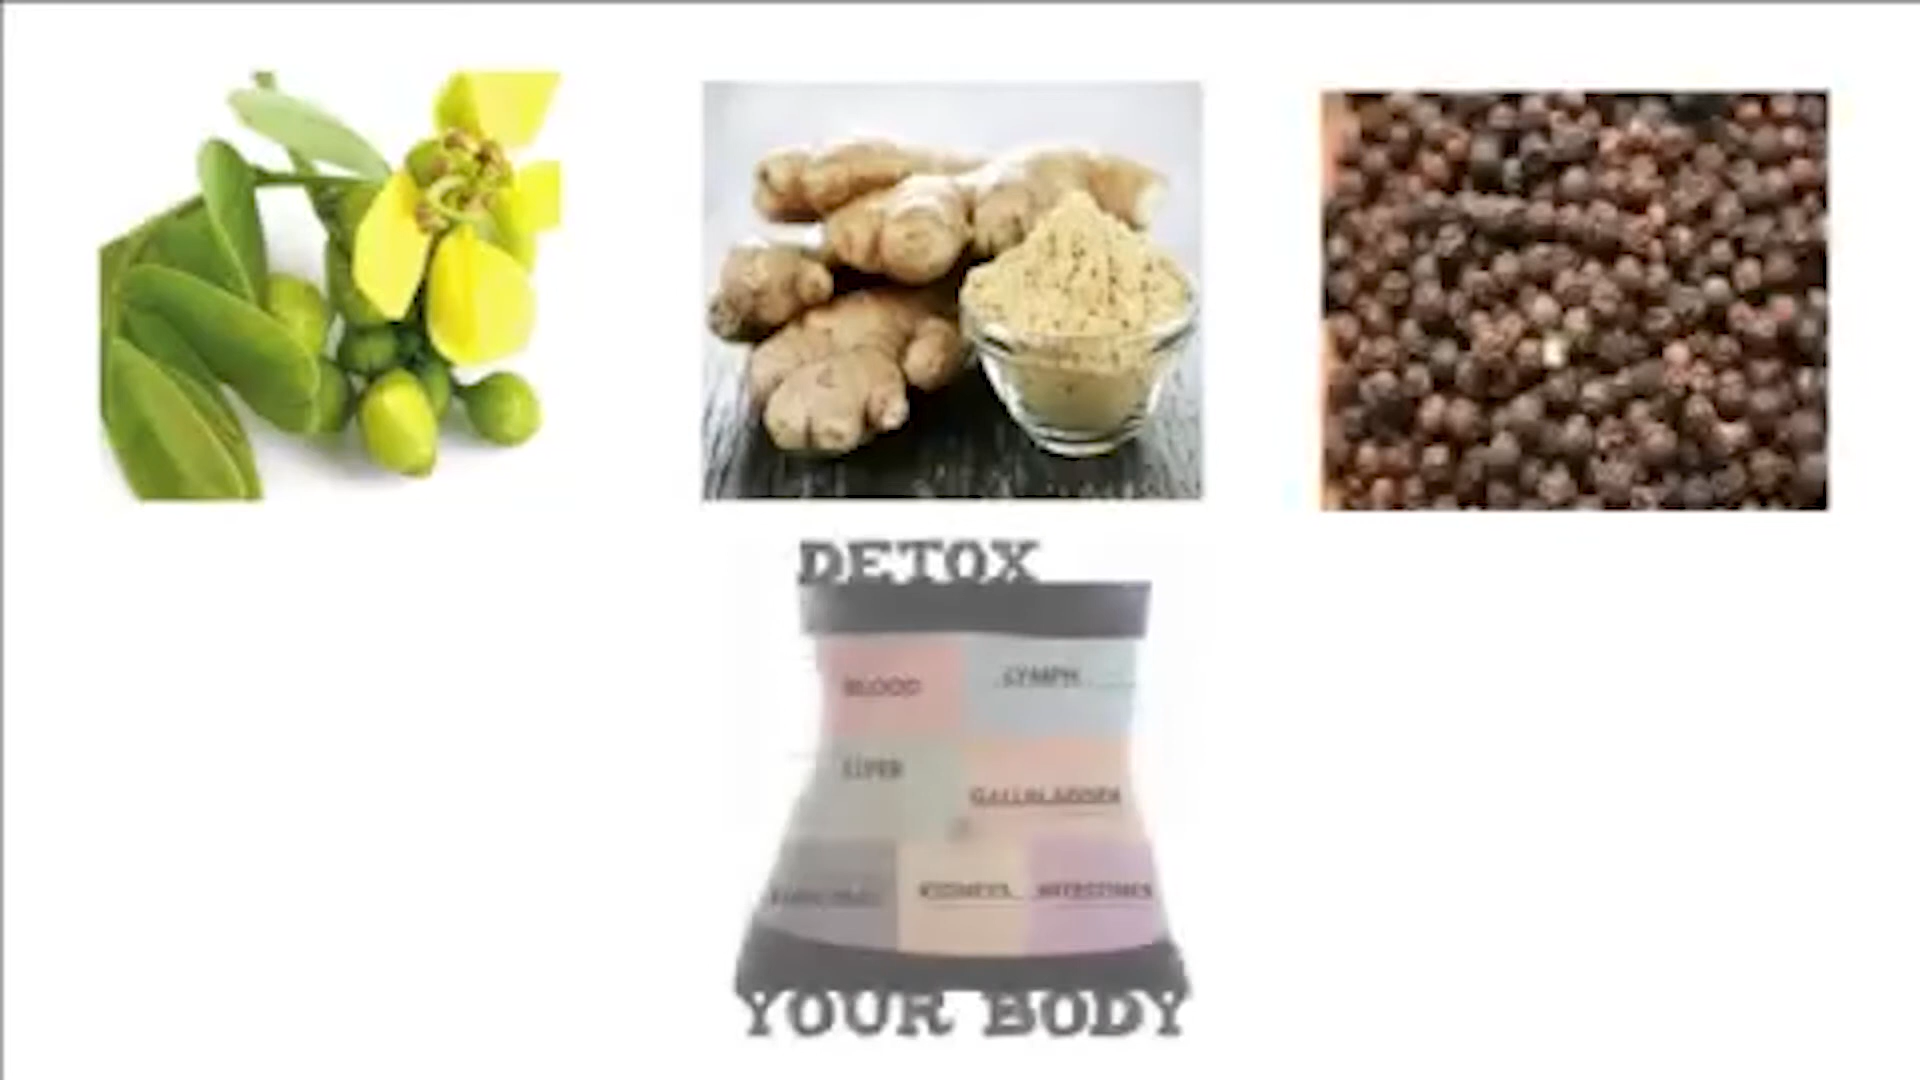 DETOX
BLOOD
LYMPH
LIVER
GALLBLADDER
KIDNEYS
INTESTINES
YOUR BODY